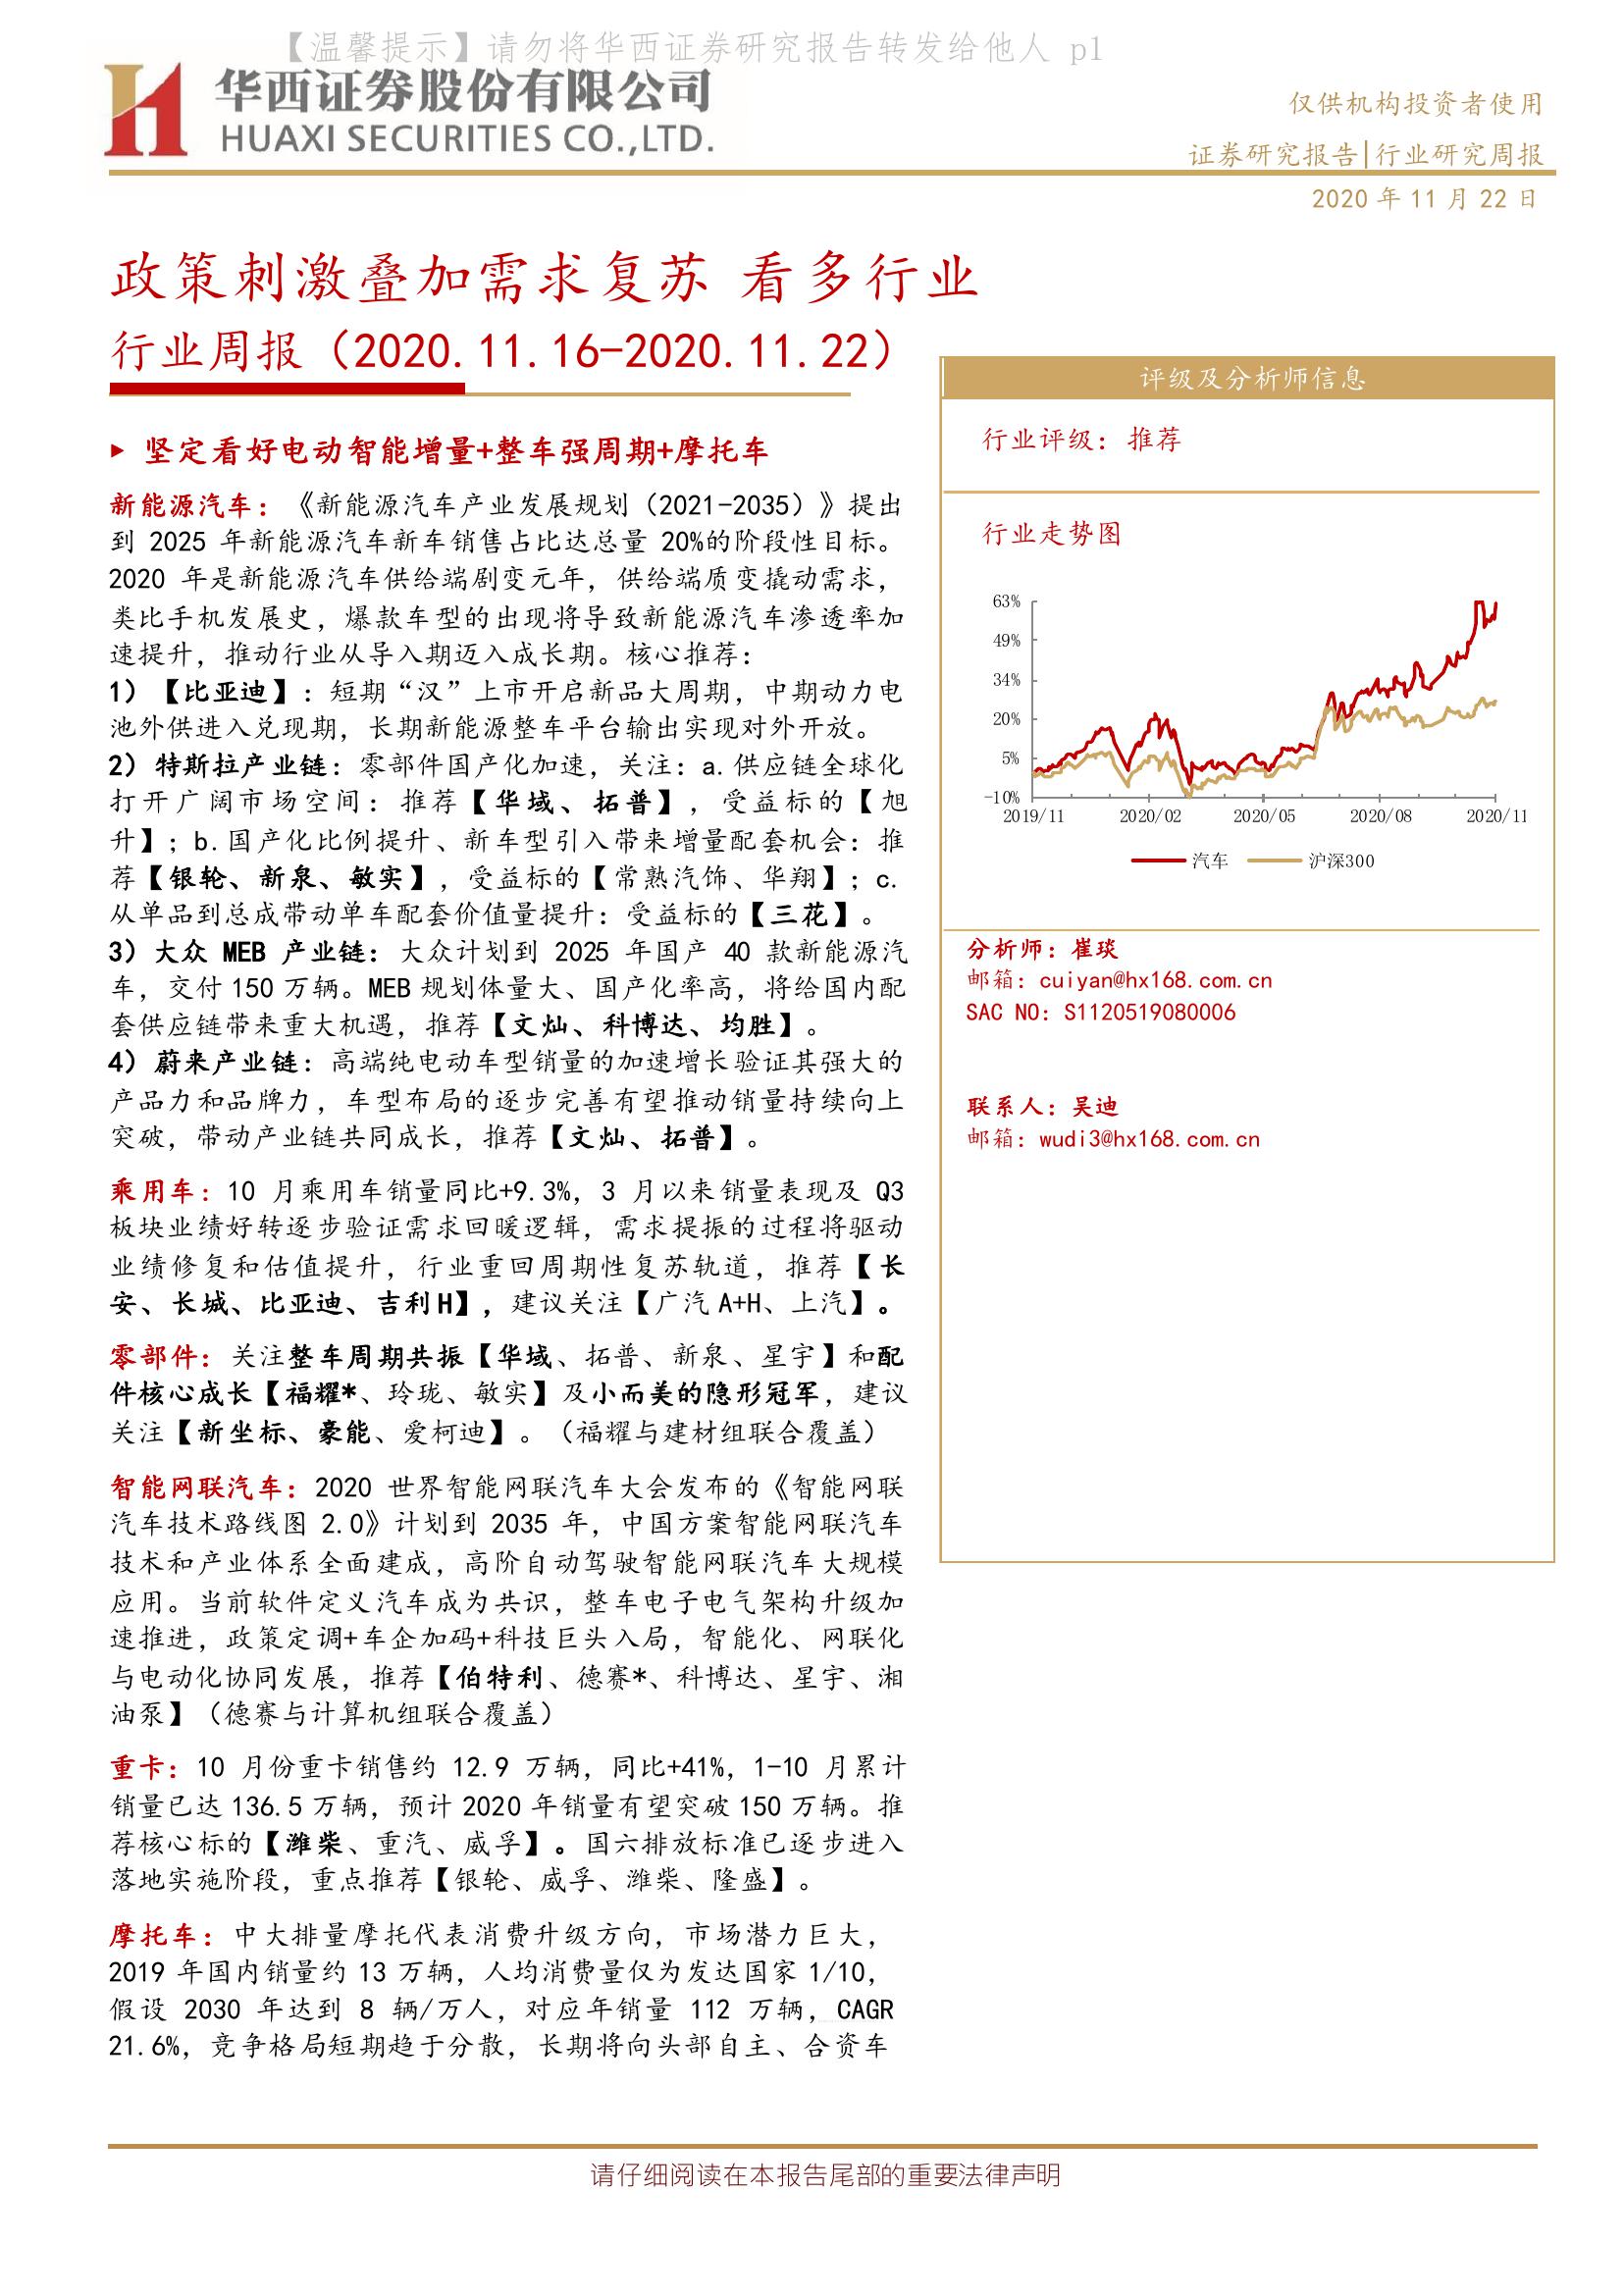 【温馨提示】请勿将华西证券研究报告转发给他人 p1
华西证券股份有限公司
HUAXI SECURITIES CO.,LTD.
仅供机构投资者使用
证券研究报告|行业研究周报
2020 年 11 月 22 日
政策刺激叠加需求复苏 看多行业
行业周报（2020.11.16-2020.11.22）
坚定看好电动智能增量+整车强周期+摩托车
新能源汽车：《新能源汽车产业发展规划（2021-2035）》提出
到 2025 年新能源汽车新车销售占比达总量 20%的阶段性目标。
2020 年是新能源汽车供给端剧变元年，供给端质变撬动需求，
类比手机发展史，爆款车型的出现将导致新能源汽车渗透率加
速提升，推动行业从导入期迈入成长期。核心推荐：
1）【比亚迪】：短期“汉”上市开启新品大周期，中期动力电
池外供进入兑现期，长期新能源整车平台输出实现对外开放。
2）特斯拉产业链：零部件国产化加速，关注：a.供应链全球化
打开广阔市场空间：推荐【华域、拓普】，受益标的【旭
升】；b.国产化比例提升、新车型引入带来增量配套机会：推
荐【银轮、新泉、敏实】，受益标的【常熟汽饰、华翔】；c.
从单品到总成带动单车配套价值量提升：受益标的【三花】。
3）大众 MEB 产业链：大众计划到 2025 年国产 40 款新能源汽
车，交付 150 万辆。MEB 规划体量大、国产化率高，将给国内配
套供应链带来重大机遇，推荐【文灿、科博达、均胜】。
4）蔚来产业链：高端纯电动车型销量的加速增长验证其强大的
产品力和品牌力，车型布局的逐步完善有望推动销量持续向上
突破，带动产业链共同成长，推荐【文灿、拓普】。
乘用车：10 月乘用车销量同比+9.3%，3 月以来销量表现及 Q3
板块业绩好转逐步验证需求回暖逻辑，需求提振的过程将驱动
业绩修复和估值提升，行业重回周期性复苏轨道，推荐【长
安、长城、比亚迪、吉利 H】，建议关注【广汽 A+H、上汽】。
零部件：关注整车周期共振【华域、拓普、新泉、星宇】和配
件核心成长【福耀*、玲珑、敏实】及小而美的隐形冠军，建议
关注【新坐标、豪能、爱柯迪】。（福耀与建材组联合覆盖）
智能网联汽车：2020 世界智能网联汽车大会发布的《智能网联
汽车技术路线图 2.0》计划到 2035 年，中国方案智能网联汽车
技术和产业体系全面建成，高阶自动驾驶智能网联汽车大规模
应用。当前软件定义汽车成为共识，整车电子电气架构升级加
速推进，政策定调+车企加码+科技巨头入局，智能化、网联化
与电动化协同发展，推荐【伯特利、德赛*、科博达、星宇、湘
油泵】（德赛与计算机组联合覆盖）
重卡：10 月份重卡销售约 12.9 万辆，同比+41%，1-10 月累计
销量已达 136.5 万辆，预计 2020 年销量有望突破 150 万辆。推
荐核心标的【潍柴、重汽、威孚】。国六排放标准已逐步进入
落地实施阶段，重点推荐【银轮、威孚、潍柴、隆盛】。
摩托车：中大排量摩托代表消费升级方向，市场潜力巨大，
2019 年国内销量约 13 万辆，人均消费量仅为发达国家 1/10，
假设 2030 年达到 8 辆/万人，对应年销量 112 万辆，CAGR
21.6%，竞争格局短期趋于分散，长期将向头部自主、合资车
评级及分析师信息
行业评级：推荐
行业走势图
63%
49%
34%
20%
5%
-10%
2019/11 2020/02 2020/05 2020/08 2020/11
汽车 沪深300
分析师：崔琰
邮箱：cuiyan@hx168.com.cn
SAC NO：S1120519080006
联系人：吴迪
邮箱：wudi3@hx168.com.cn
请仔细阅读在本报告尾部的重要法律声明